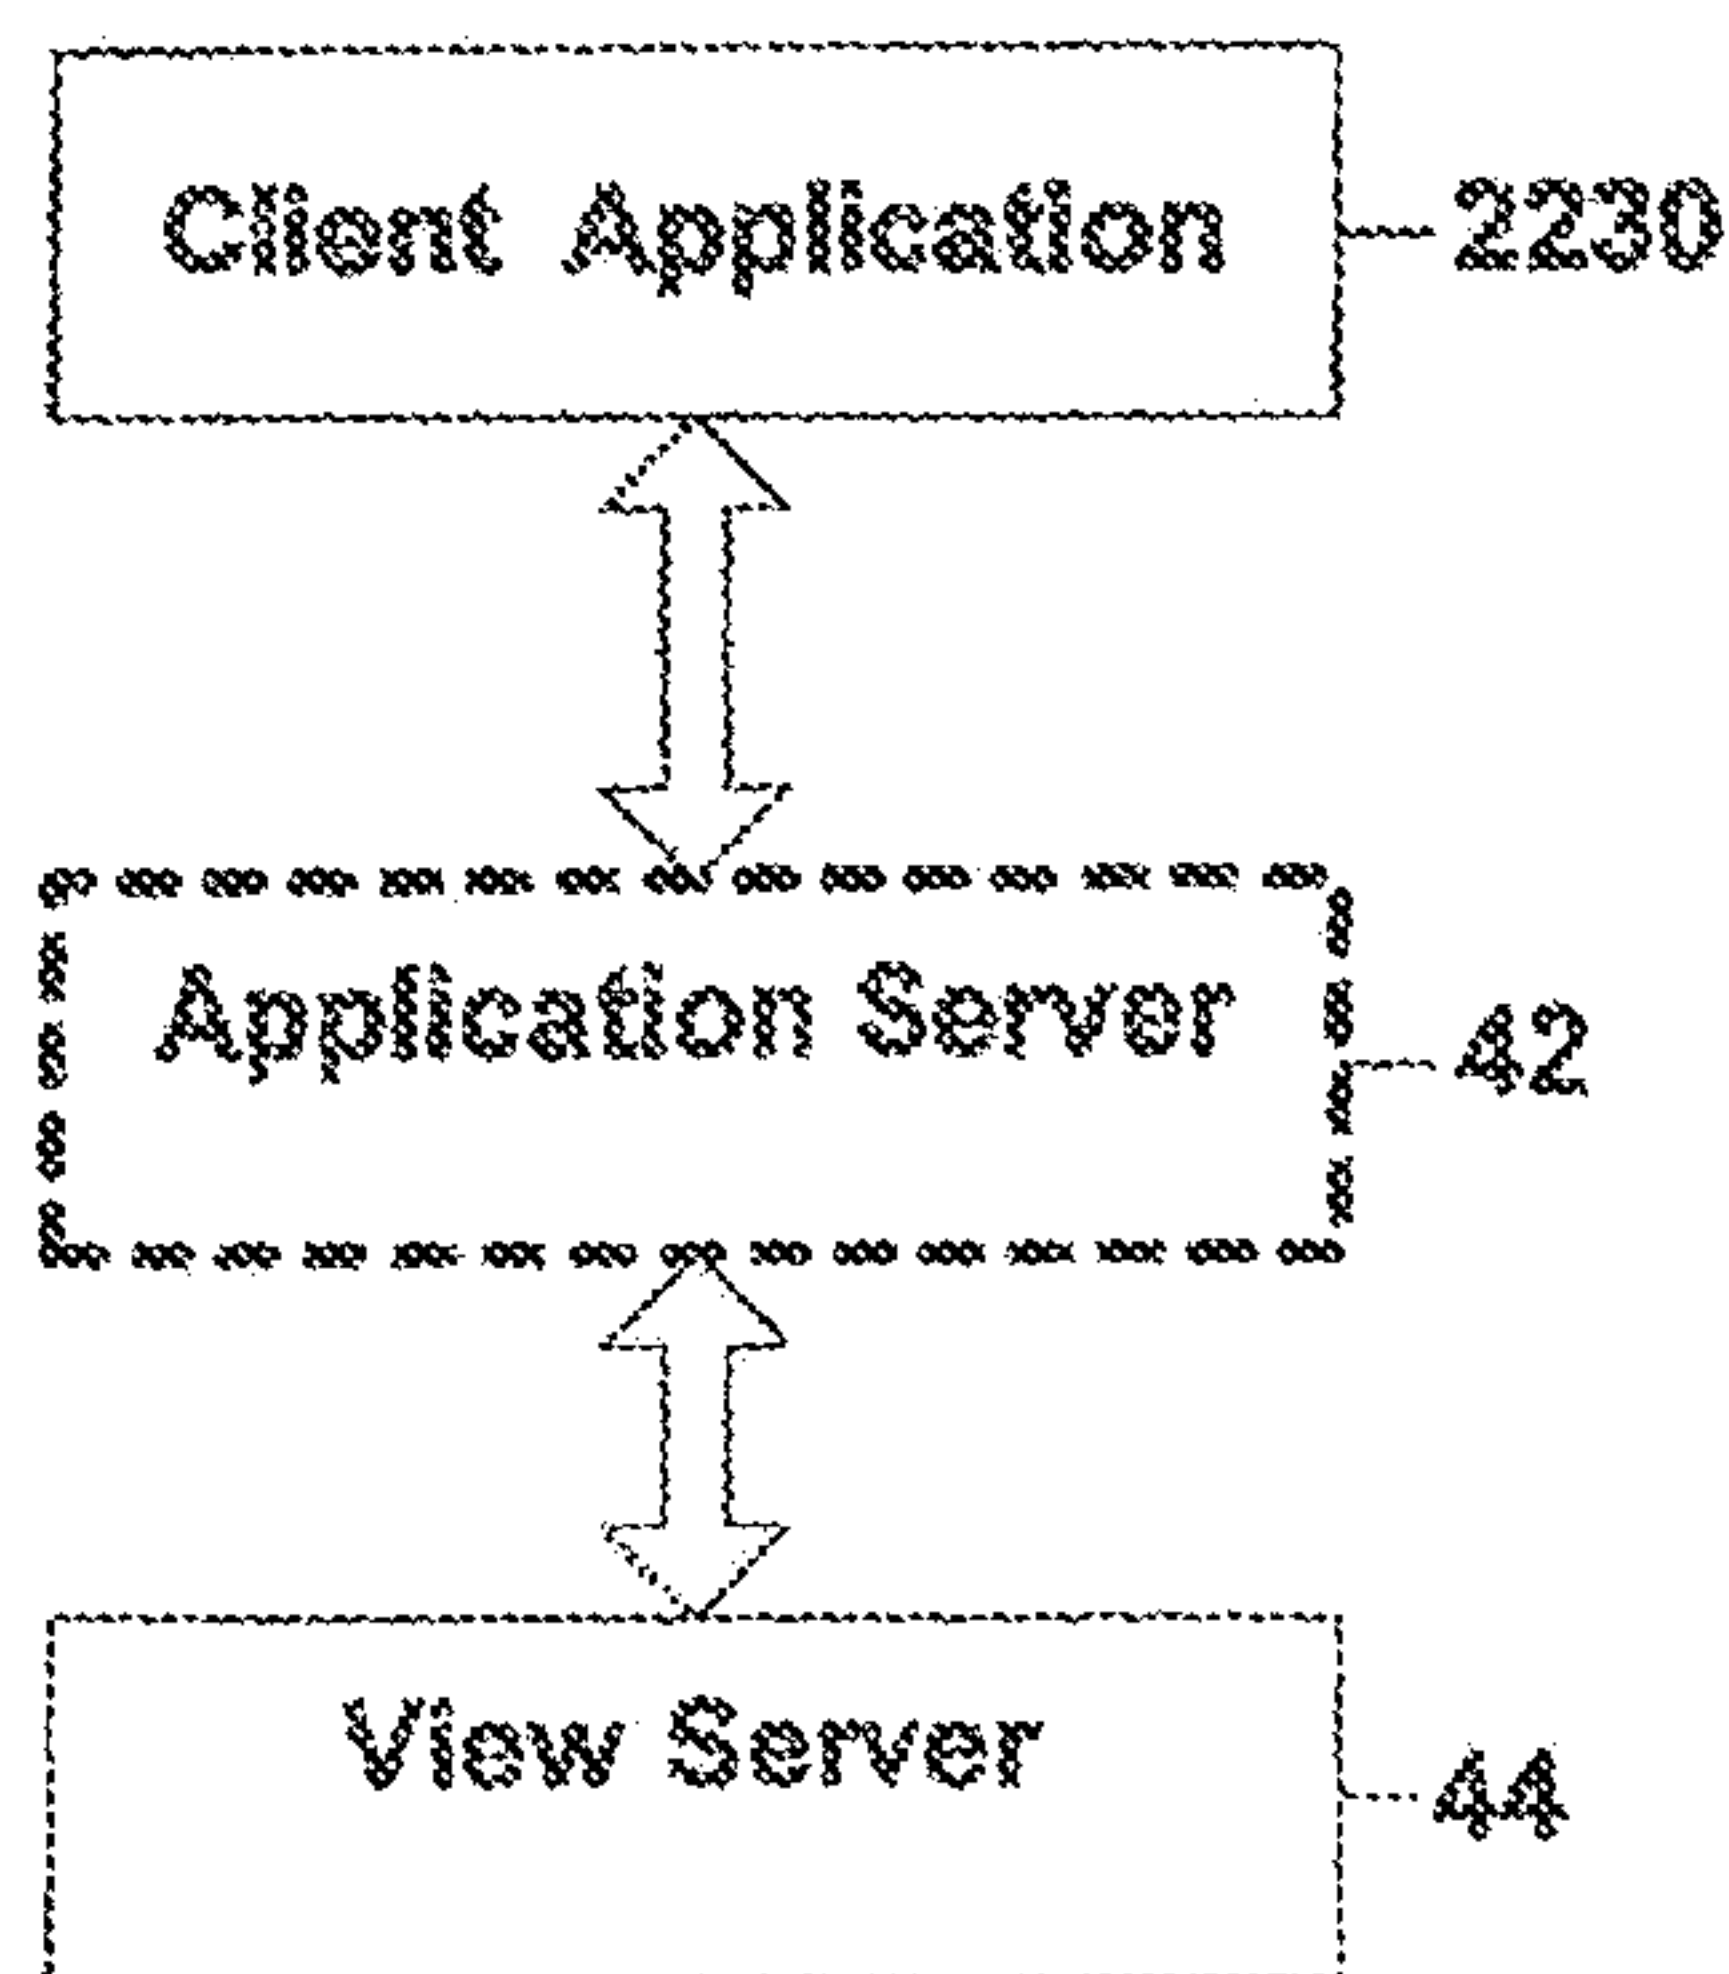 Client Application
2230
Application Server
42
View Server
44